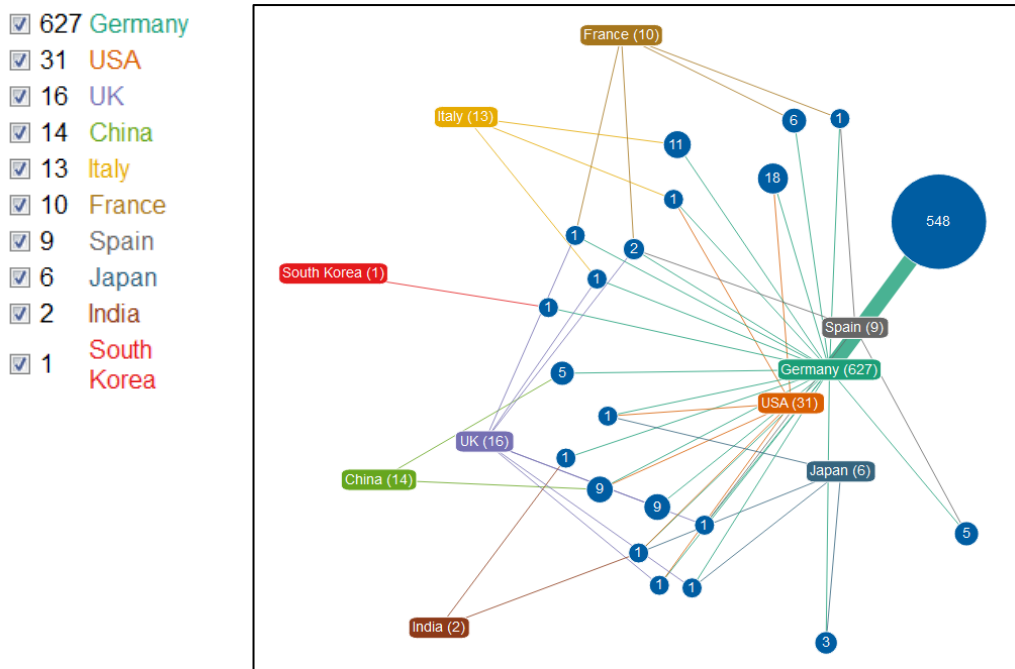 627 Germany
31 USA
16 UK
14 China
13 Italy
10 France
9 Spain
6 Japan
2 India
1 South
Korea
France (10)
Italy (13)
6
1
11
18
1
548
1
2
South Korea (1)
1
1
Spain (9)
5
Germany (627)
USA (31)
1
UK (16)
1
Japan (6)
China (14)
9
9
1
5
1
1
1
India (2)
3